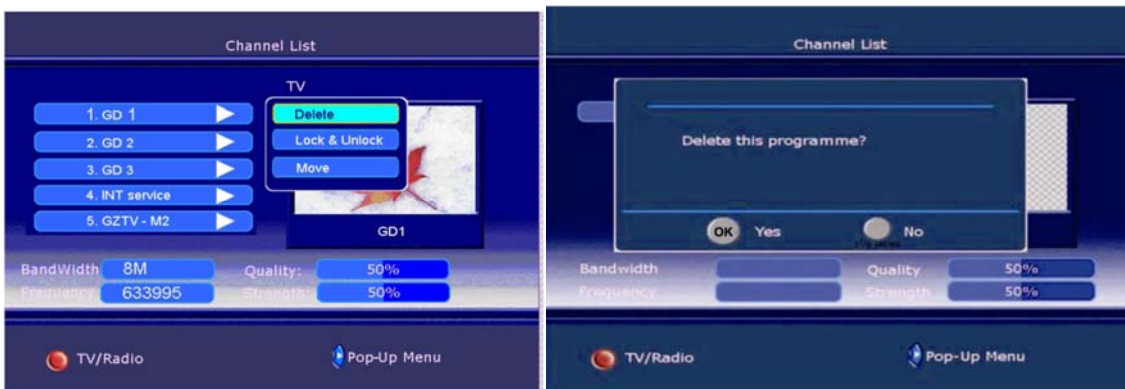 Channel List
TV
1. GD 1
2. GD 2
3. GD 3
4. INT service
5. GZTV - M2
Delete
Lock & Unlock
Move
GD1
BandWidth 8M Quality: 50%
Frequency 633995 Strength 50%
TV/Radio Pop-Up Menu
Channel List
Delete this programme?
OK Yes No
Bandwidth Quality 50%
Frequency Strength 50%
TV/Radio Pop-Up Menu